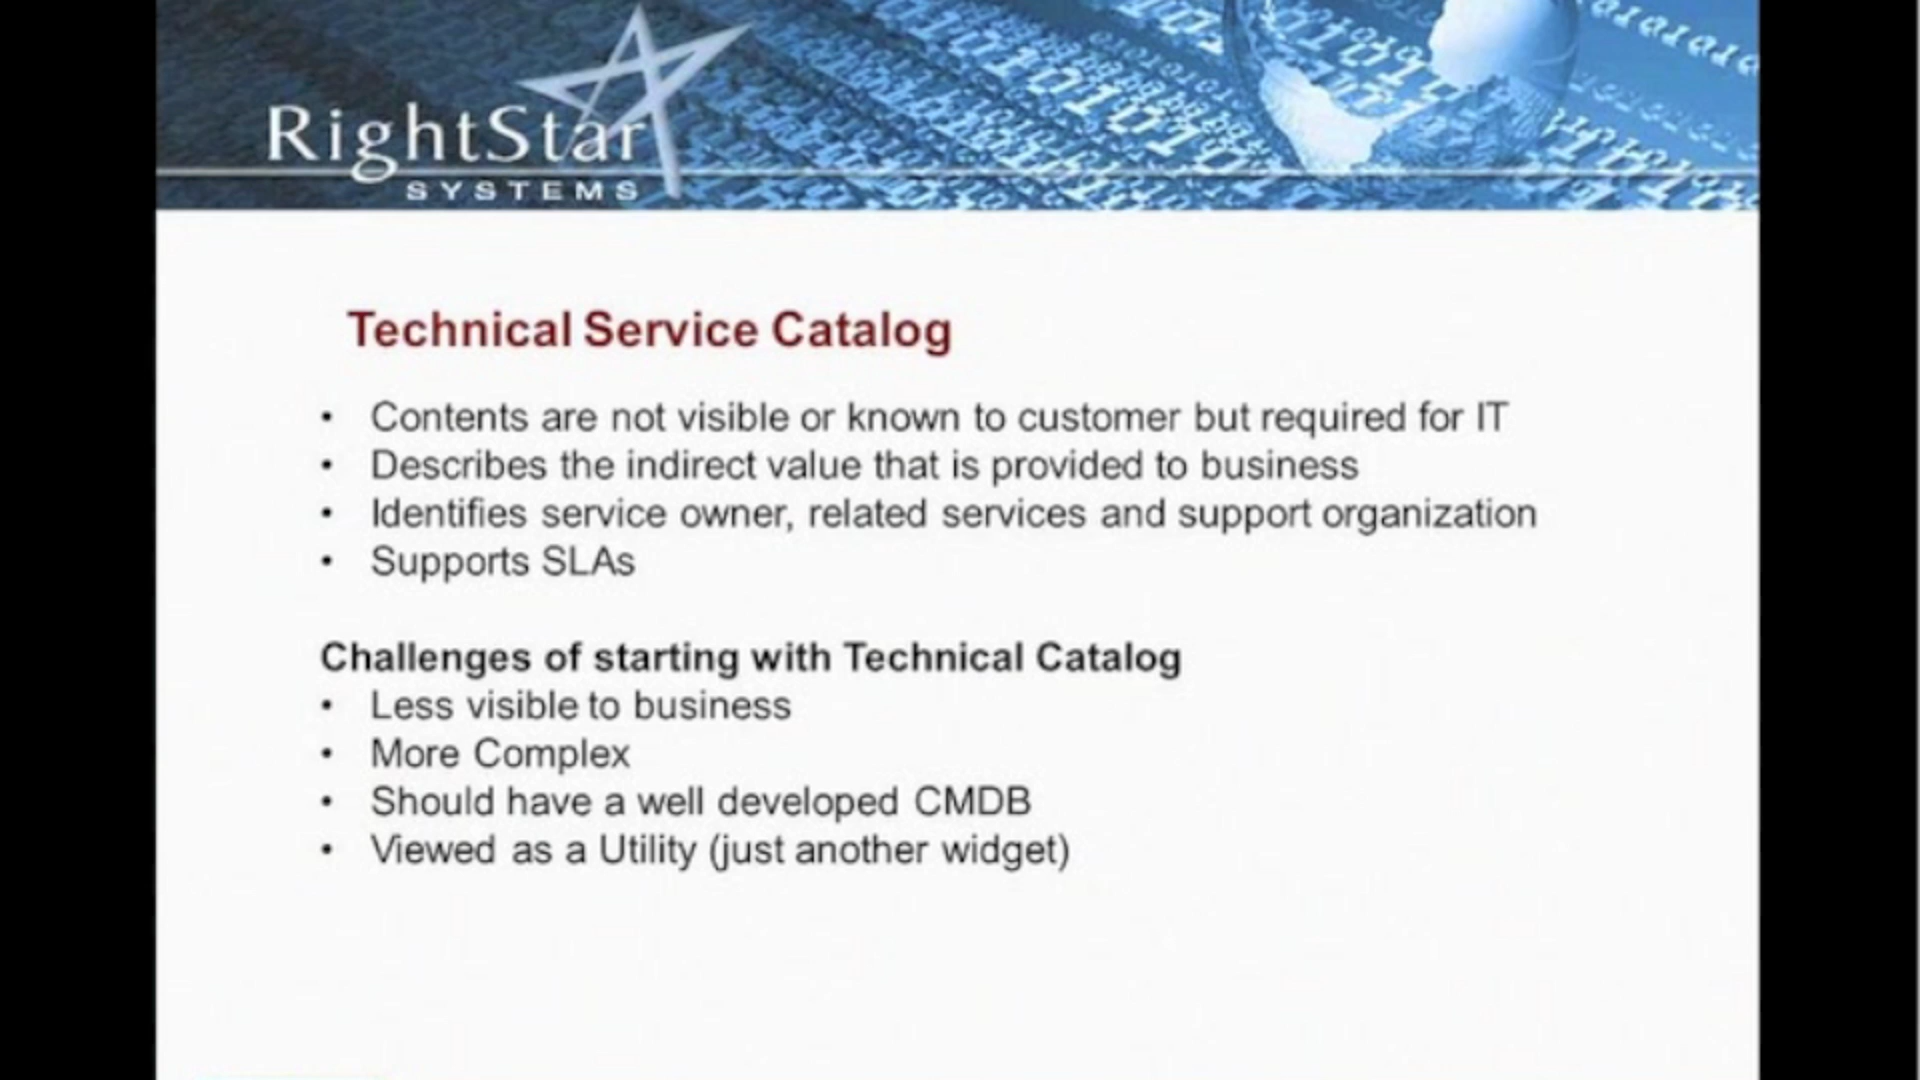 RightStar
SYSTEMS
Technical Service Catalog
• Contents are not visible or known to customer but required for IT
• Describes the indirect value that is provided to business
• Identifies service owner, related services and support organization
• Supports SLAs
Challenges of starting with Technical Catalog
• Less visible to business
• More Complex
• Should have a well developed CMDB
• Viewed as a Utility (just another widget)